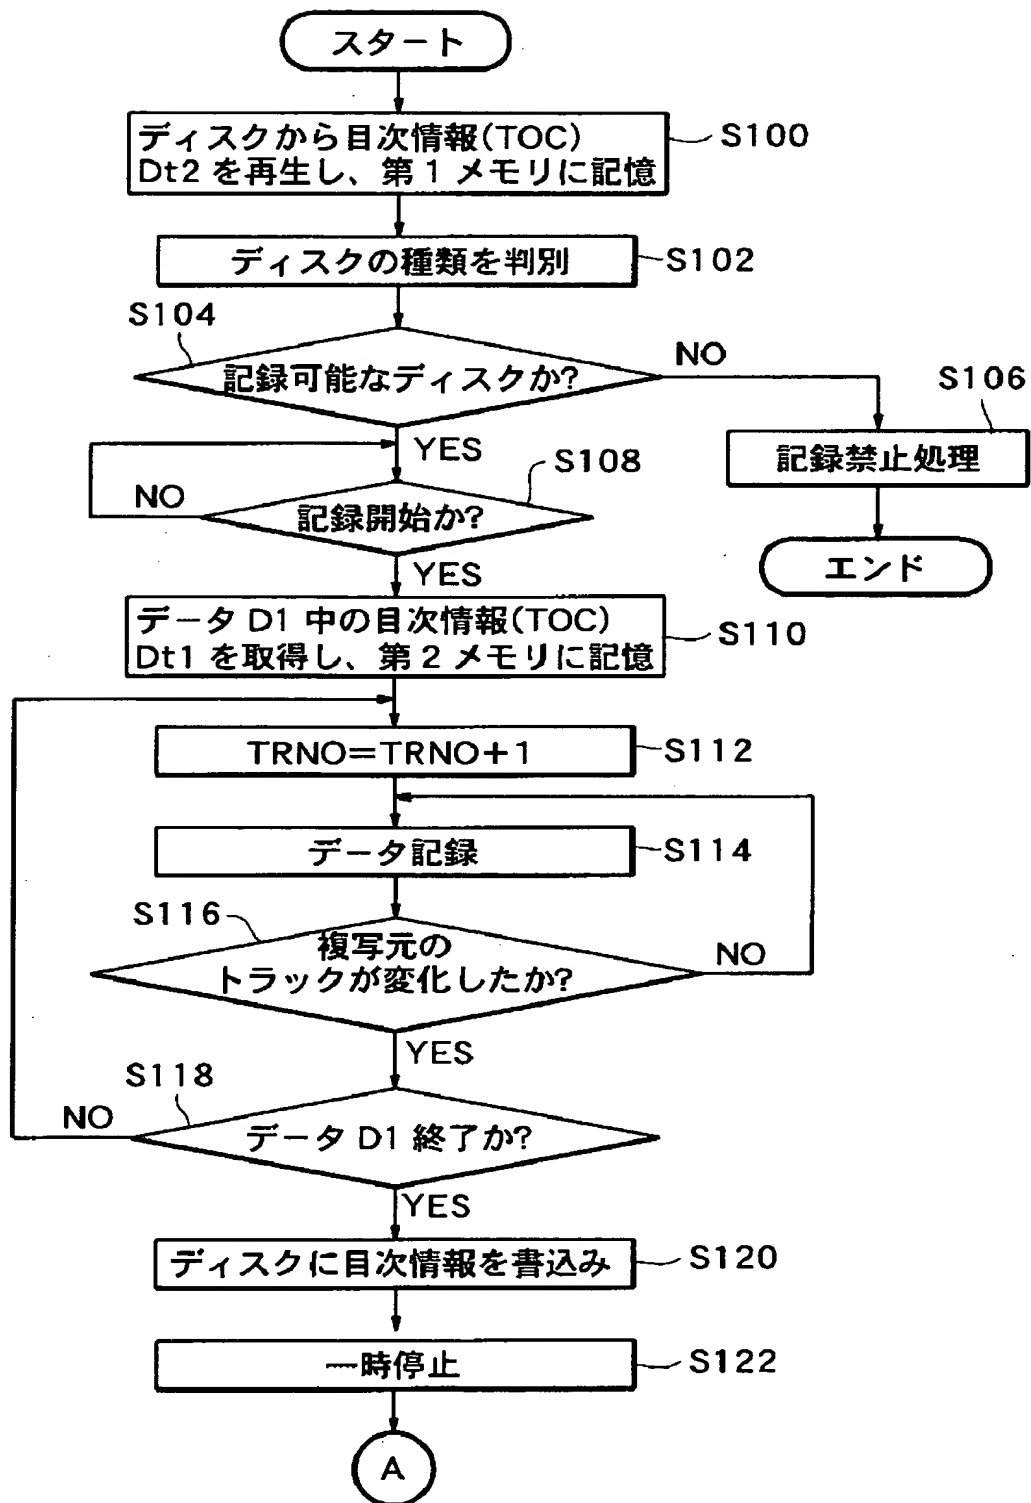 スタート
ディスクから目次情報(TOC)
Dt2 を再生し、第1メモリに記憶
S100
ディスクの種類を判別
S102
S104
記録可能なディスクか?
NO
S106
記録禁止処理
エンド
YES
S108
NO
記録開始か?
YES
データ D1 中の目次情報(TOC)
Dt1 を取得し、第2メモリに記憶
S110
TRNO=TRNO+1
S112
データ記録
S114
S116
複写元の
トラックが変化したか?
NO
YES
S118
NO
データ D1 終了か?
YES
ディスクに目次情報を書込み
S120
一時停止
S122
A